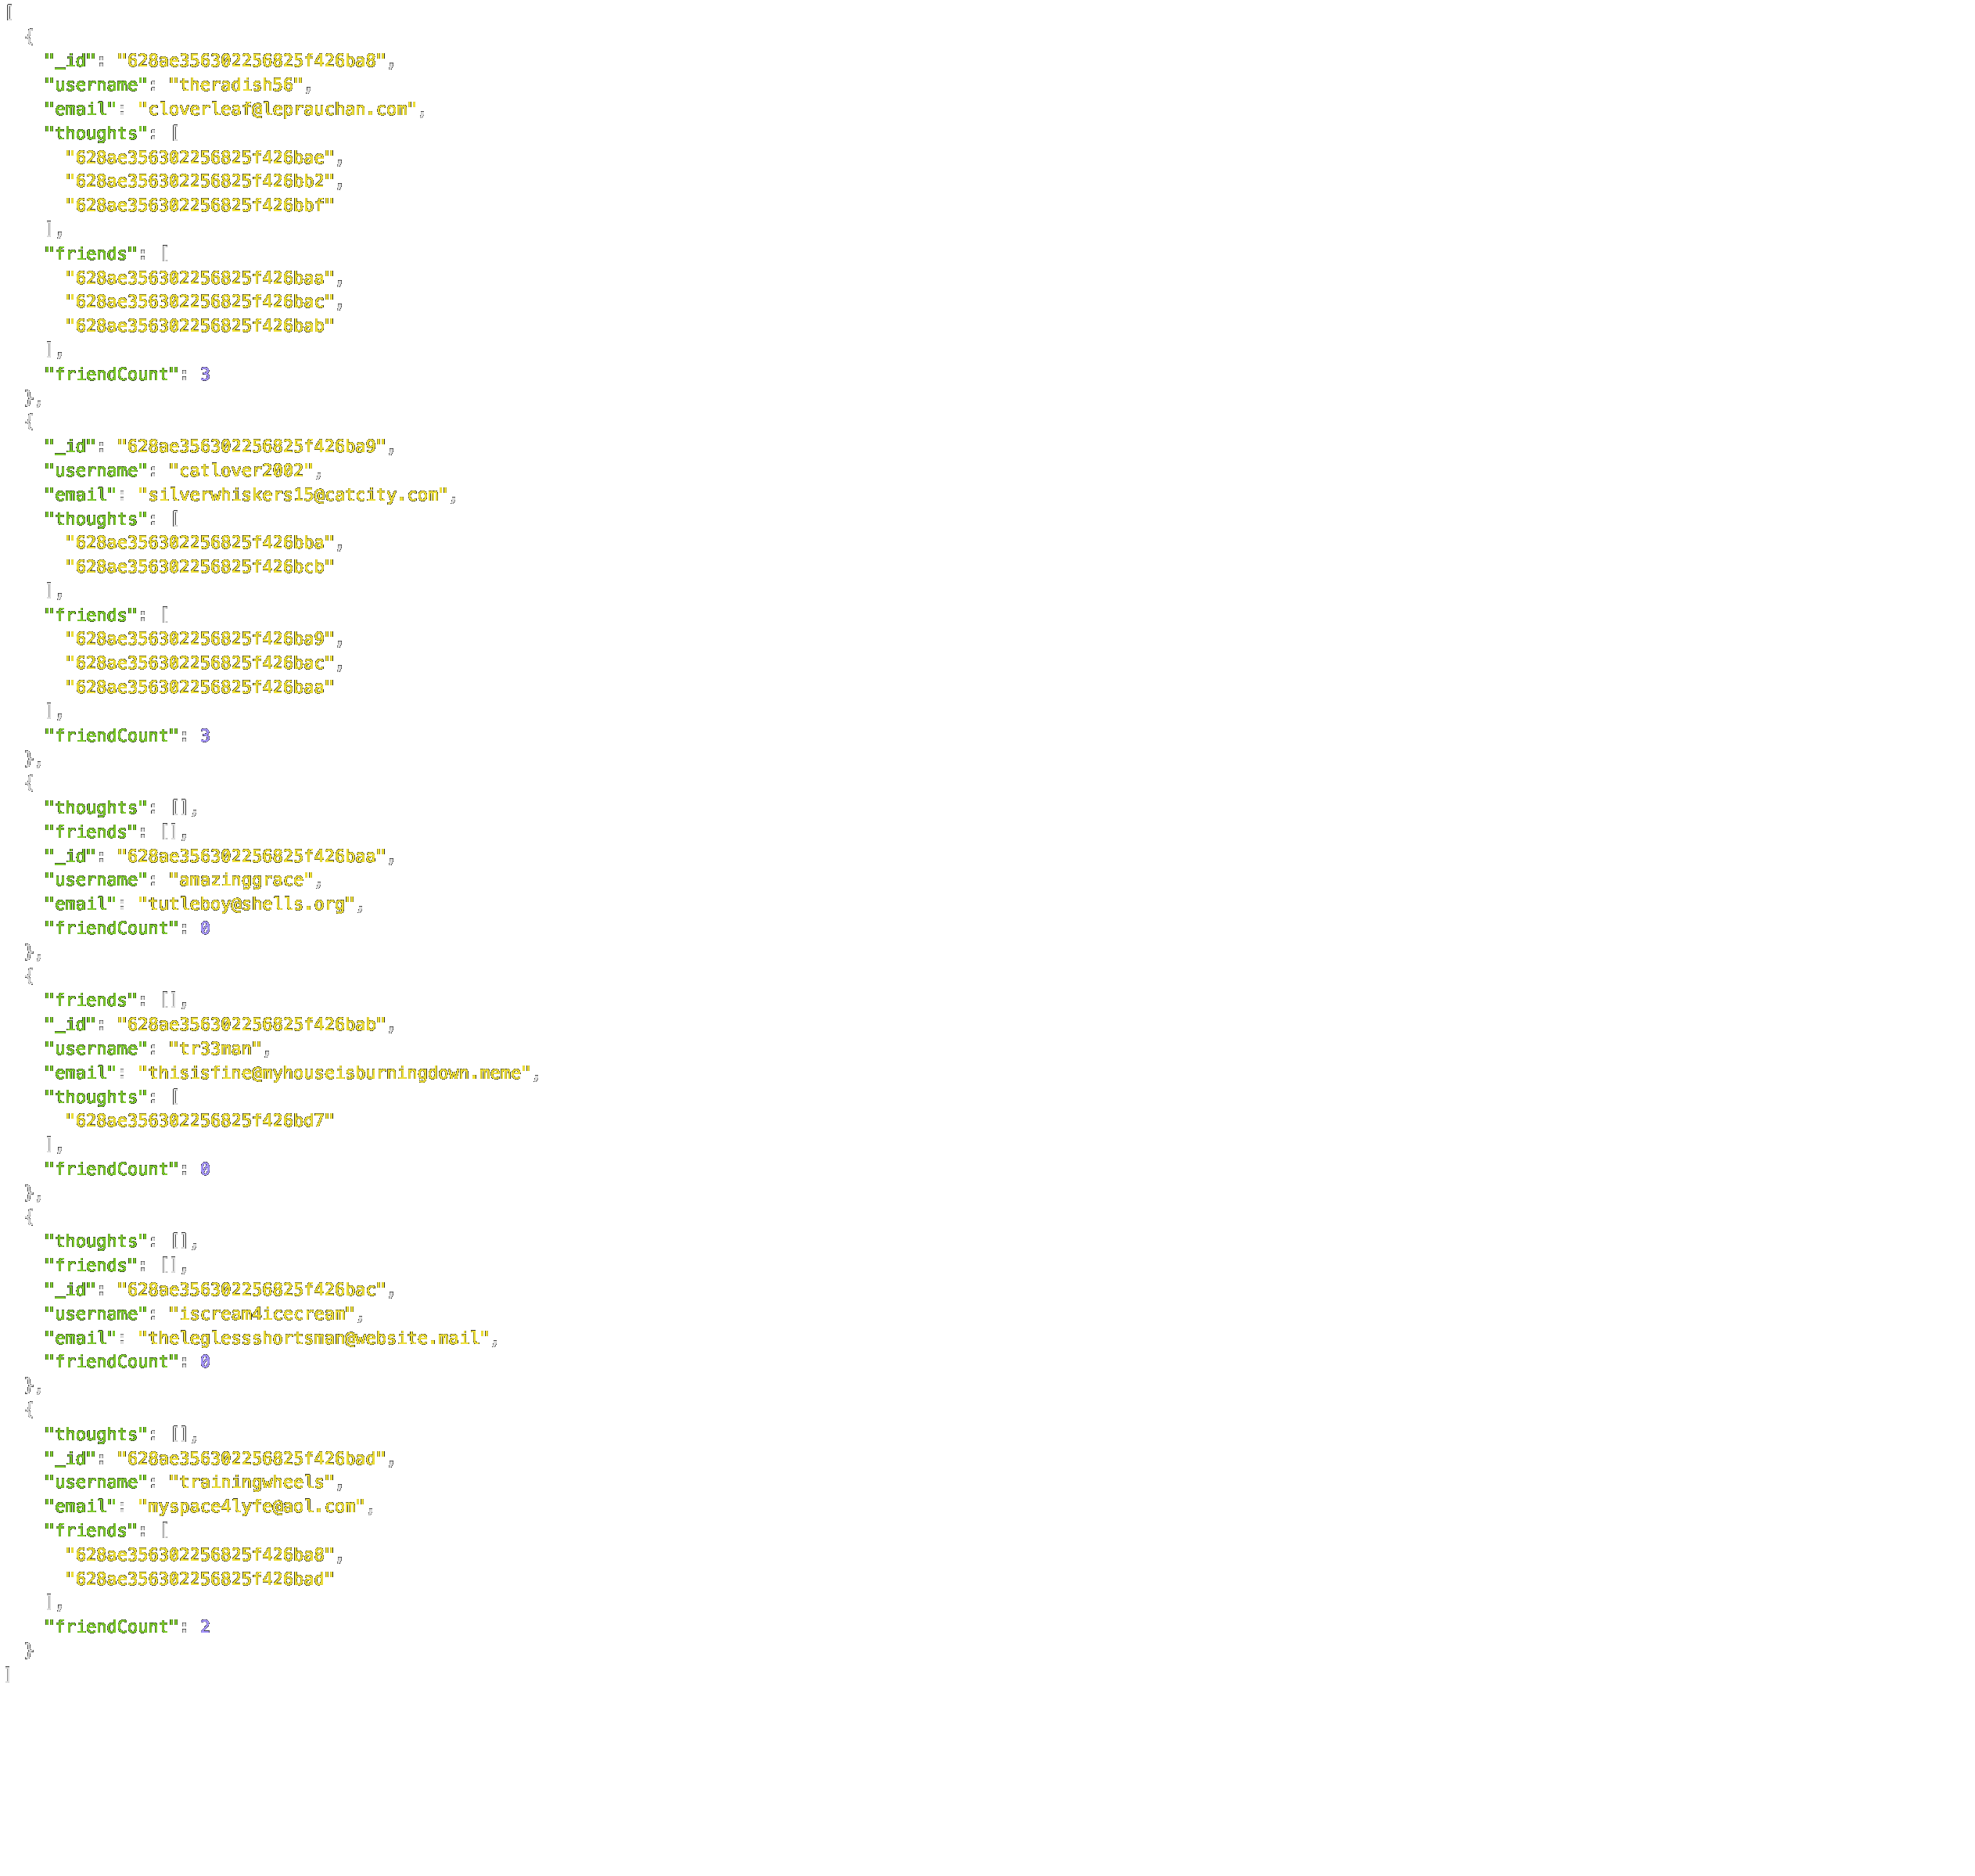 [
  {
    "_id": "628ae356302256825f426ba8",
    "username": "theradish56",
    "email": "cloverleaf@leprauchan.com",
    "thoughts": [
      "628ae356302256825f426bae",
      "628ae356302256825f426bb2",
      "628ae356302256825f426bbf"
    ],
    "friends": [
      "628ae356302256825f426baa",
      "628ae356302256825f426bac",
      "628ae356302256825f426bab"
    ],
    "friendCount": 3
  },
  {
    "_id": "628ae356302256825f426ba9",
    "username": "catlover2002",
    "email": "silverwhiskers15@catcity.com",
    "thoughts": [
      "628ae356302256825f426bba",
      "628ae356302256825f426bcb"
    ],
    "friends": [
      "628ae356302256825f426ba9",
      "628ae356302256825f426bac",
      "628ae356302256825f426baa"
    ],
    "friendCount": 3
  },
  {
    "thoughts": [],
    "friends": [],
    "_id": "628ae356302256825f426baa",
    "username": "amazinggrace",
    "email": "tutleboy@shells.org",
    "friendCount": 0
  },
  {
    "friends": [],
    "_id": "628ae356302256825f426bab",
    "username": "tr33man",
    "email": "thisisfine@myhouseisburningdown.meme",
    "thoughts": [
      "628ae356302256825f426bd7"
    ],
    "friendCount": 0
  },
  {
    "thoughts": [],
    "friends": [],
    "_id": "628ae356302256825f426bac",
    "username": "iscream4icecream",
    "email": "theleglessshortsman@website.mail",
    "friendCount": 0
  },
  {
    "thoughts": [],
    "_id": "628ae356302256825f426bad",
    "username": "trainingwheels",
    "email": "myspace4lyfe@aol.com",
    "friends": [
      "628ae356302256825f426ba8",
      "628ae356302256825f426bad"
    ],
    "friendCount": 2
  }
]